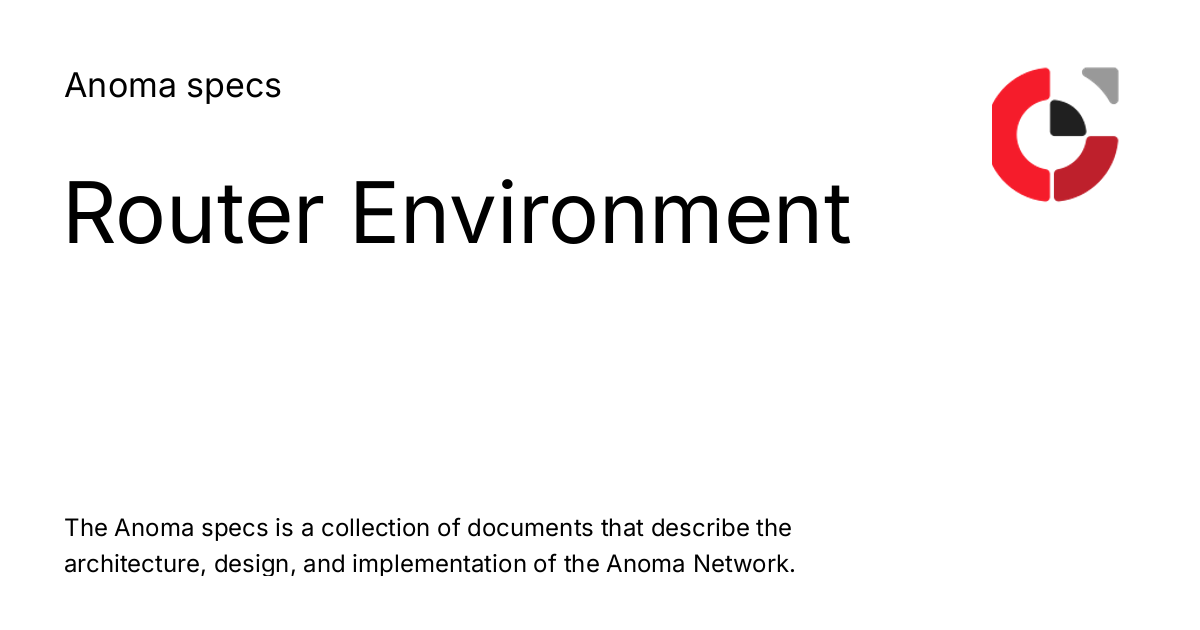 Anoma specs
Router Environment
The Anoma specs is a collection of documents that describe the
architecture, design, and implementation of the Anoma Network.